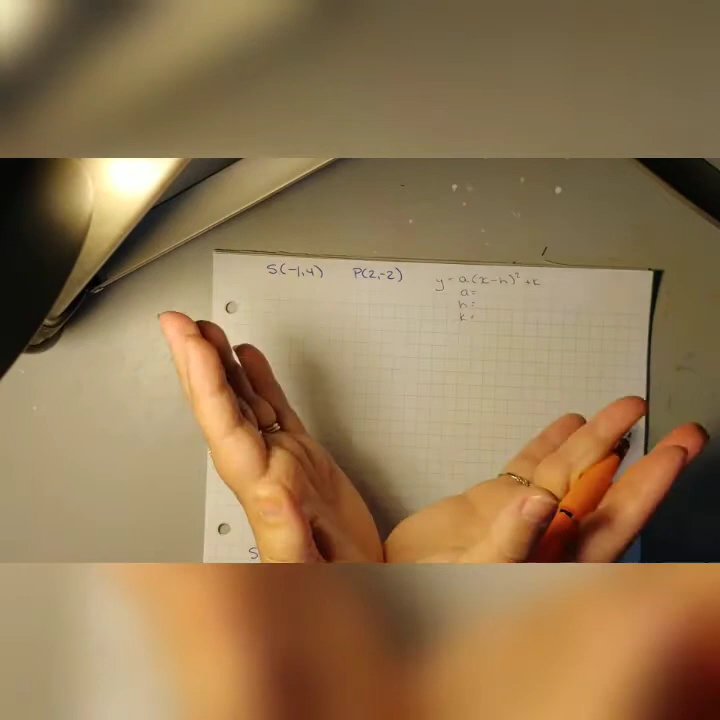 S(-1,4) P(2,-2) y = a(x-h)² + k
a =
h =
k =
S